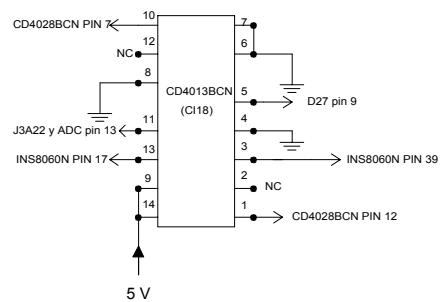 CD4028BCN PIN 7
10
7
NC
12
6
8
CD4013BCN
(CI18)
5
D27 pin 9
J3A22 y ADC pin 13
11
4
INS8060N PIN 17
13
3
INS8060N PIN 39
9
2
NC
14
1
CD4028BCN PIN 12
5 V